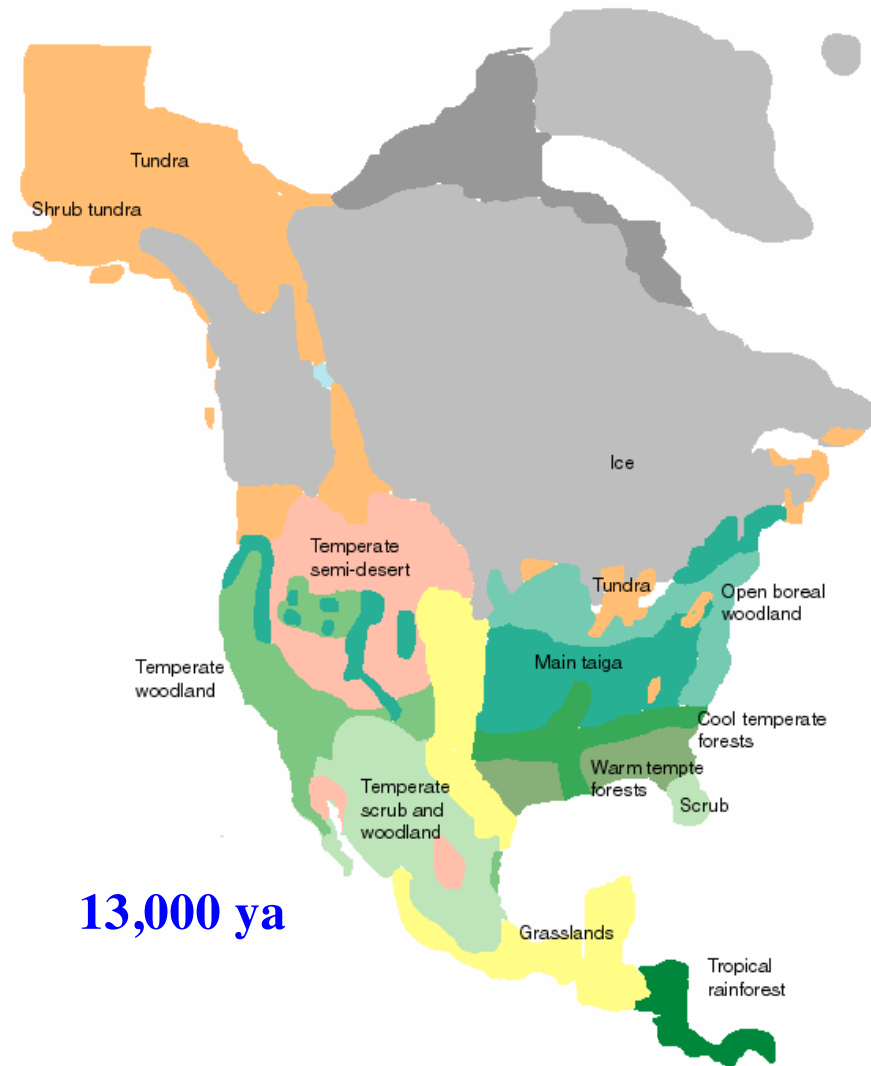 Tundra
Shrub tundra
Ice
Temperate
semi-desert
Tundra
Open boreal
woodland
Temperate
woodland
Main taiga
Cool temperate
forests
Warm tempte
forests
Temperate
scrub and
woodland
Scrub
13,000 ya
Grasslands
Tropical
rainforest